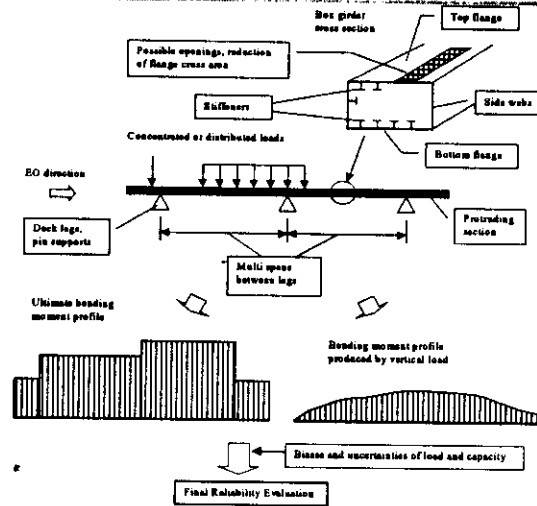 Box girder
cross section
Top flange
Possible openings, reduction
of flange cross area
Stiffeners
Side webs
Concentrated or distributed loads
Bottom flange
EO direction
Deck legs,
pin supports
Protruding
section
Multi spans
between legs
Ultimate bending
moment profile
Bending moment profile
produced by vertical load
Biases and uncertainties of load and capacity
Final Reliability Evaluation